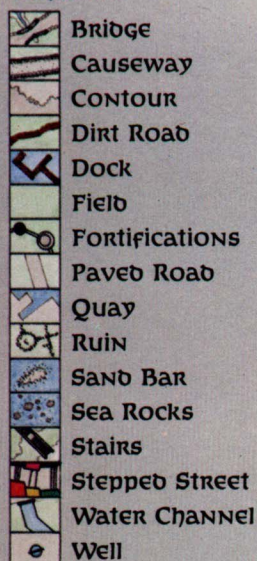 Bridge
Causeway
Contour
Dirt Road
Dock
Field
Fortifications
Paved Road
Quay
Ruin
Sand Bar
Sea Rocks
Stairs
Stepped Street
Water Channel
Well